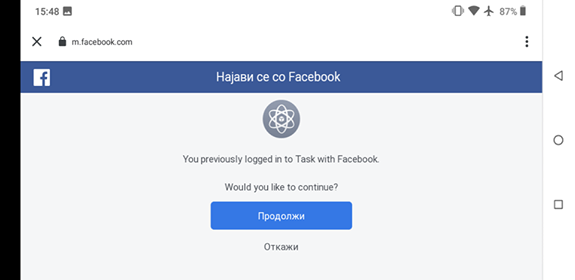 15:48
87%
m.facebook.com
Најави се со Facebook
You previously logged in to Task with Facebook.
Would you like to continue?
Продолжи
Откажи